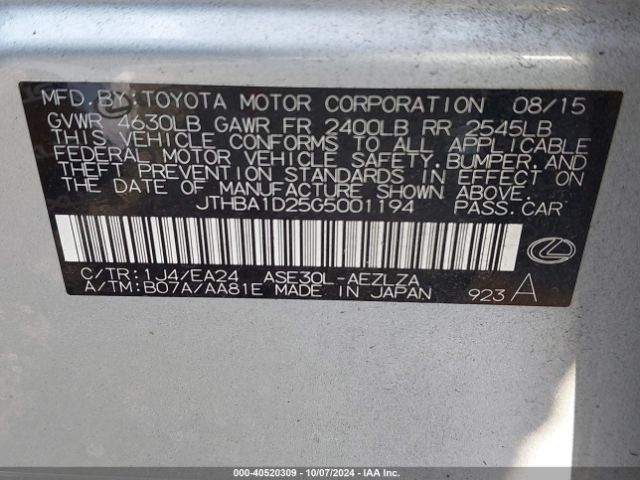 MFD. BY: TOYOTA MOTOR CORPORATION 08/15
GVWR 4630LB GAWR FR 2400LB RR 2545LB
THIS VEHICLE CONFORMS TO ALL APPLICABLE
FEDERAL MOTOR VEHICLE SAFETY, BUMPER, AND
THEFT PREVENTION STANDARDS IN EFFECT ON
THE DATE OF MANUFACTURE SHOWN ABOVE.
JTHBA1D25G5001194 PASS. CAR
C/TR: 1J4/EA24 ASE30L-AEZLZA
A/TM: B07A/AA81E MADE IN JAPAN 923 A
000-40520309 - 10/07/2024 - IAA Inc.